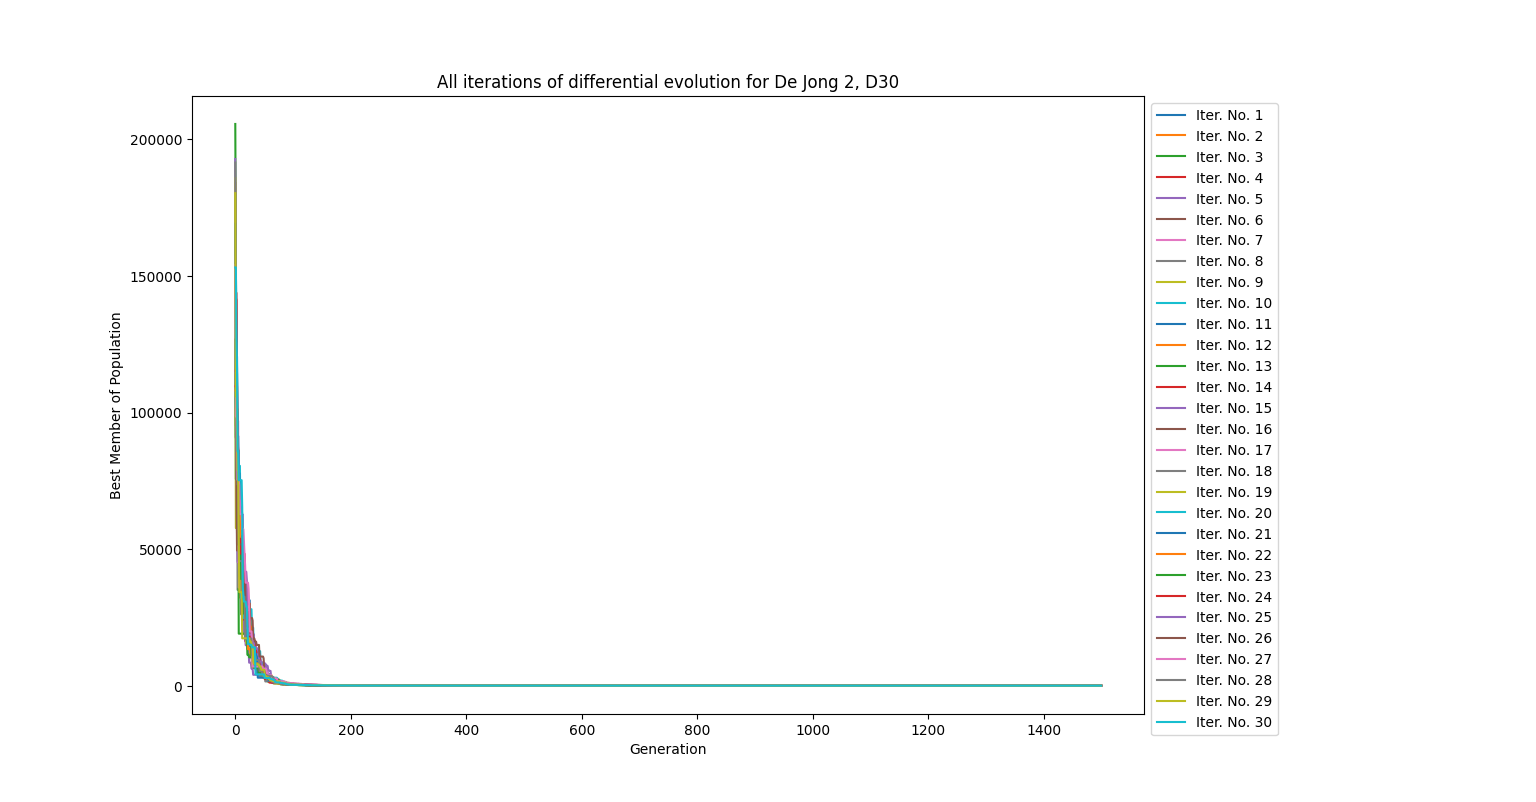 All iterations of differential evolution for De Jong 2, D30
Best Member of Population
200000
150000
100000
50000
0
0 200 400 600 800 1000 1200 1400
Generation
Iter. No. 1
Iter. No. 2
Iter. No. 3
Iter. No. 4
Iter. No. 5
Iter. No. 6
Iter. No. 7
Iter. No. 8
Iter. No. 9
Iter. No. 10
Iter. No. 11
Iter. No. 12
Iter. No. 13
Iter. No. 14
Iter. No. 15
Iter. No. 16
Iter. No. 17
Iter. No. 18
Iter. No. 19
Iter. No. 20
Iter. No. 21
Iter. No. 22
Iter. No. 23
Iter. No. 24
Iter. No. 25
Iter. No. 26
Iter. No. 27
Iter. No. 28
Iter. No. 29
Iter. No. 30